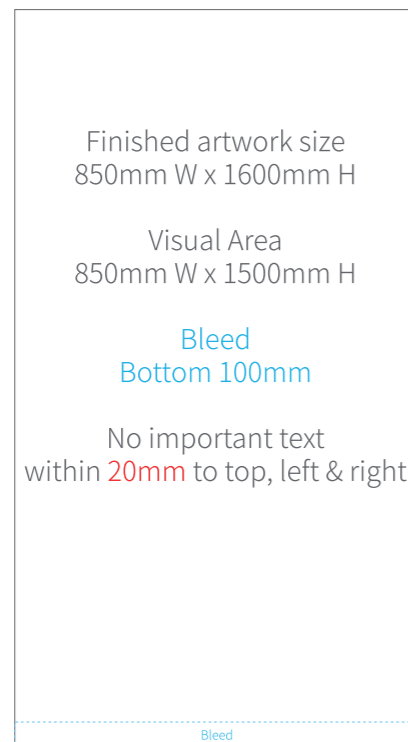 Finished artwork size
850mm W x 1600mm H
Visual Area
850mm W x 1500mm H
Bleed
Bottom 100mm
No important text
within 20mm to top, left & right
Bleed